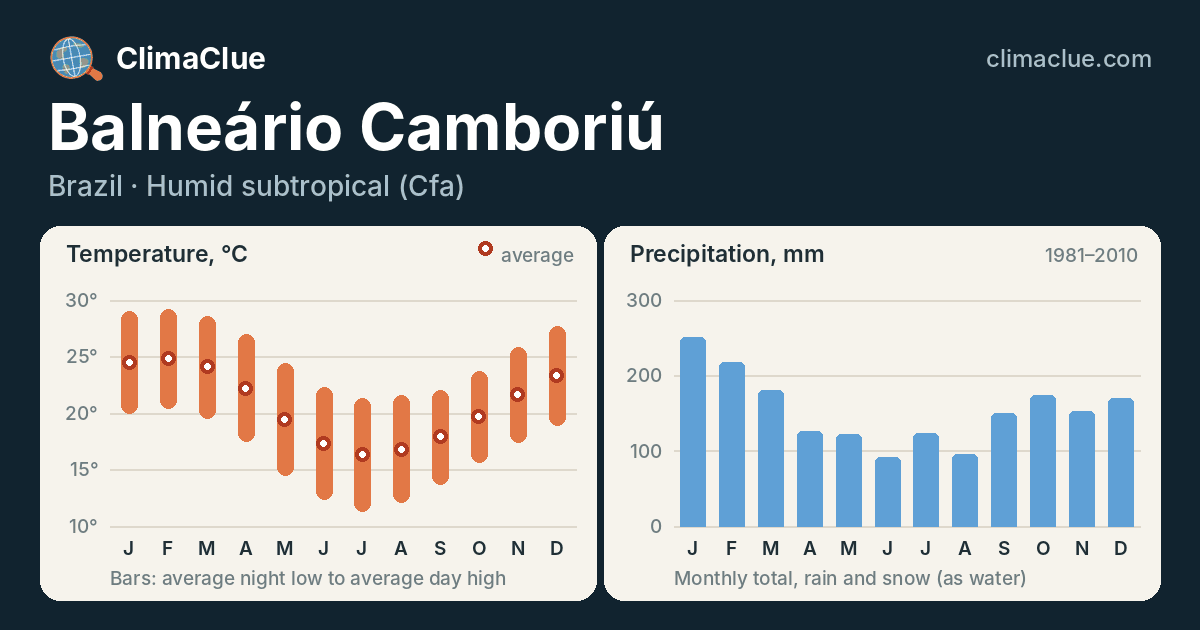 ClimaClue
climaclue.com
Balneário Camboriú
Brazil · Humid subtropical (Cfa)
Temperature, °C
average
30°
25°
20°
15°
10°
J F M A M J J A S O N D
Bars: average night low to average day high
Precipitation, mm
1981–2010
300
200
100
0
J F M A M J J A S O N D
Monthly total, rain and snow (as water)